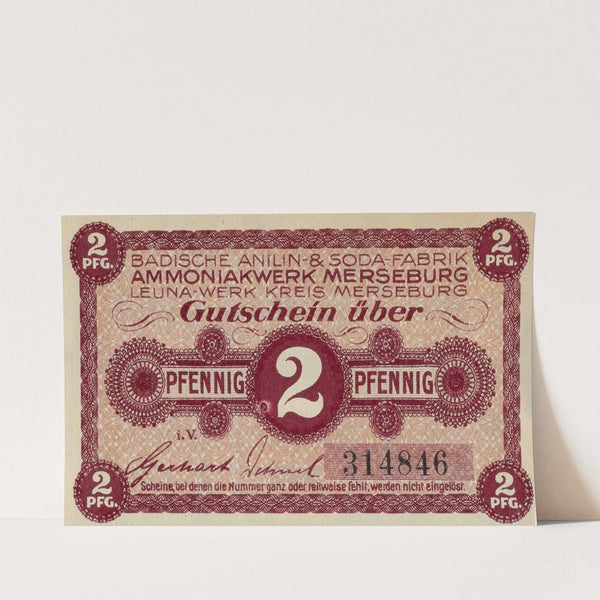 2 PFG. 2 PFG.
BADISCHE ANILIN-& SODA-FABRIK
AMMONIAKWERK MERSEBURG
LEUNA-WERK KREIS MERSEBURG
Gutschein über
PFENNIG 2 PFENNIG
i.V.
Gerhart 314846
Scheine, bei denen die Nummer ganz oder teilweise fehlt, werden nicht eingelöst.
2 PFG. 2 PFG.